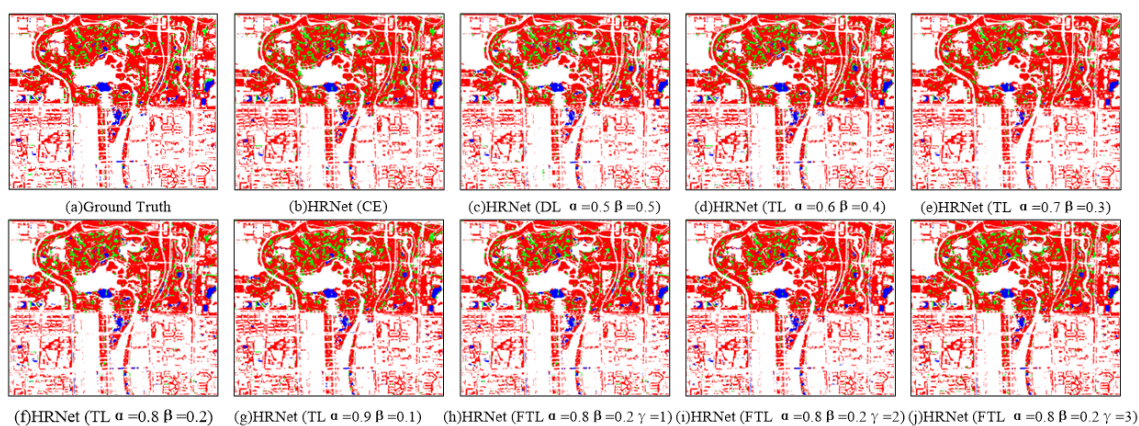 (a)Ground Truth
(b)HRNet (CE)
(c)HRNet (DL α=0.5 β=0.5)
(d)HRNet (TL α=0.6 β=0.4)
(e)HRNet (TL α=0.7 β=0.3)
(f)HRNet (TL α=0.8 β=0.2)
(g)HRNet (TL α=0.9 β=0.1)
(h)HRNet (FTL α=0.8 β=0.2 γ=1)
(i)HRNet (FTL α=0.8 β=0.2 γ=2)
(j)HRNet (FTL α=0.8 β=0.2 γ=3)